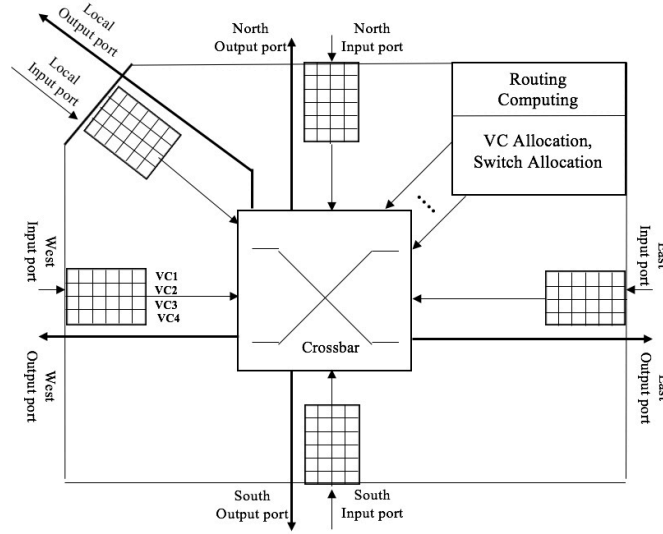 Local
Output port
Local
Input port
North
Output port
North
Input port
Routing
Computing
VC Allocation,
Switch Allocation
West
Input port
VC1
VC2
VC3
VC4
East
Input port
Crossbar
West
Output port
East
Output port
South
Output port
South
Input port